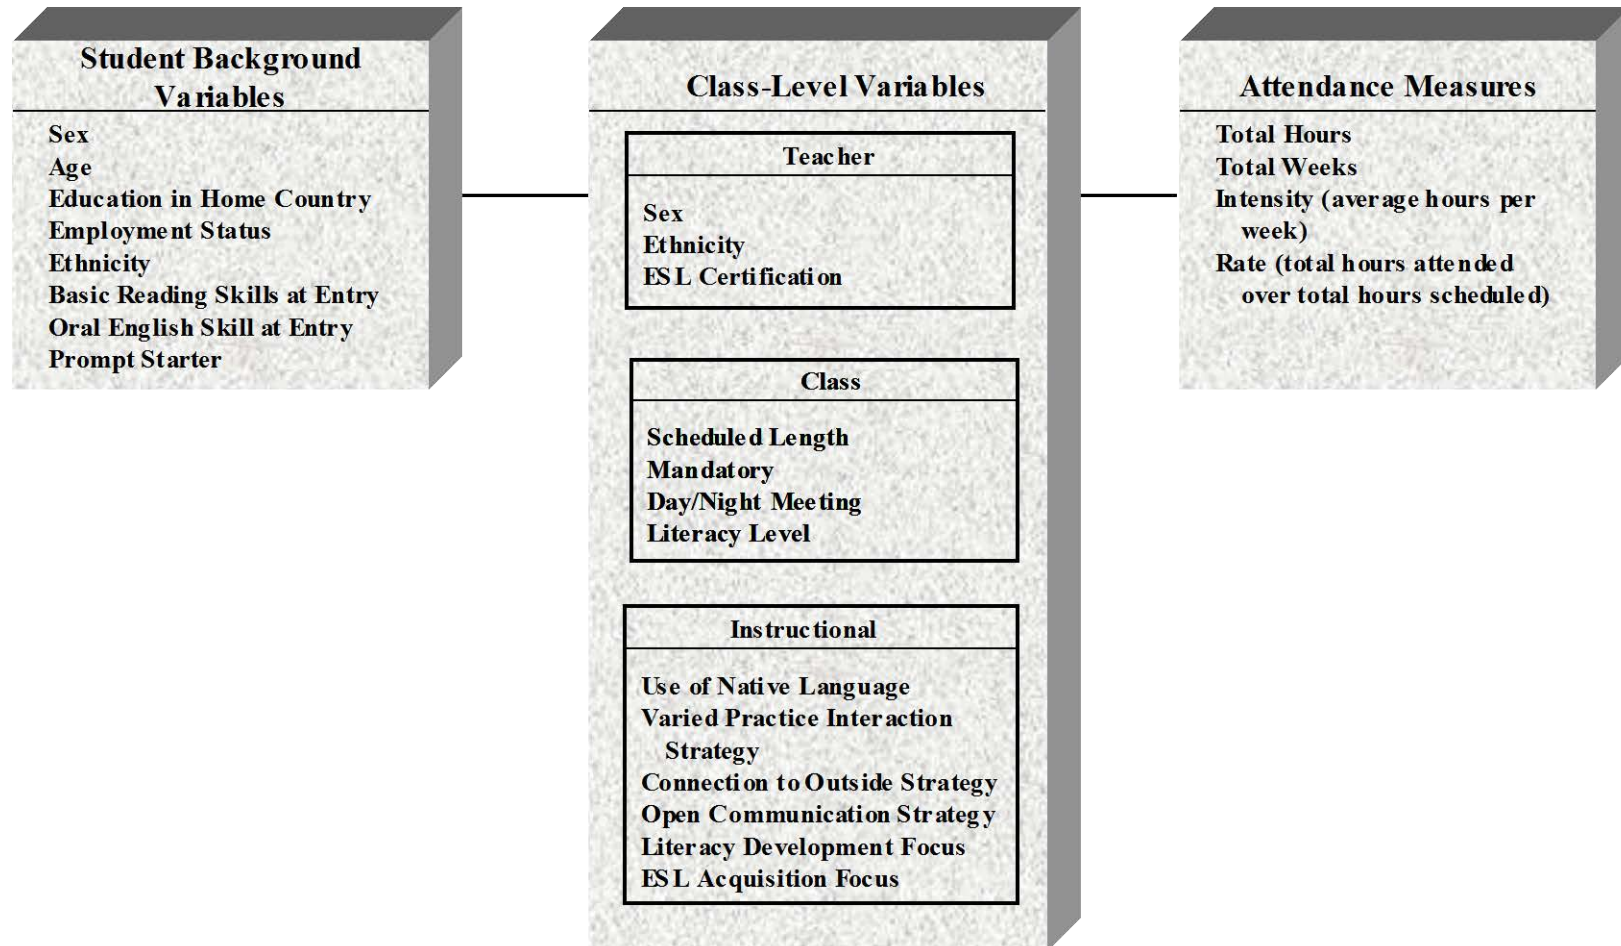 Student Background
Variables
Sex
Age
Education in Home Country
Employment Status
Ethnicity
Basic Reading Skills at Entry
Oral English Skill at Entry
Prompt Starter
Class-Level Variables
Teacher
Sex
Ethnicity
ESL Certification
Class
Scheduled Length
Mandatory
Day/Night Meeting
Literacy Level
Instructional
Use of Native Language
Varied Practice Interaction
Strategy
Connection to Outside Strategy
Open Communication Strategy
Literacy Development Focus
ESL Acquisition Focus
Attendance Measures
Total Hours
Total Weeks
Intensity (average hours per
week)
Rate (total hours attended
over total hours scheduled)